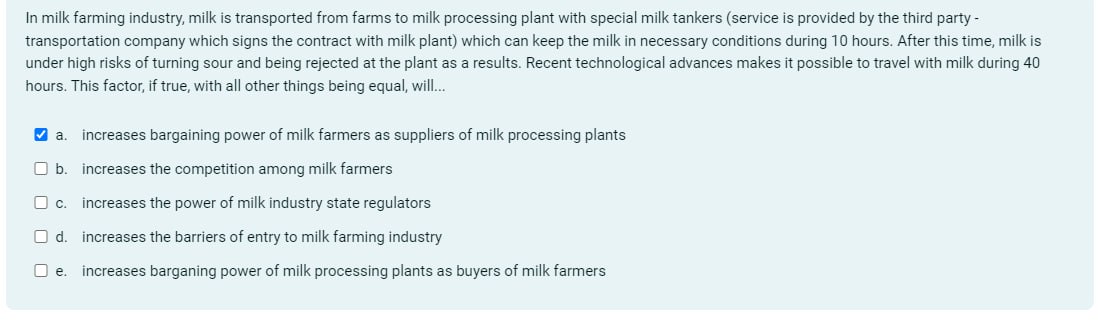 In milk farming industry, milk is transported from farms to milk processing plant with special milk tankers (service is provided by the third party -
transportation company which signs the contract with milk plant) which can keep the milk in necessary conditions during 10 hours. After this time, milk is
under high risks of turning sour and being rejected at the plant as a results. Recent technological advances makes it possible to travel with milk during 40
hours. This factor, if true, with all other things being equal, will...
a. increases bargaining power of milk farmers as suppliers of milk processing plants
b. increases the competition among milk farmers
c. increases the power of milk industry state regulators
d. increases the barriers of entry to milk farming industry
e. increases barganing power of milk processing plants as buyers of milk farmers